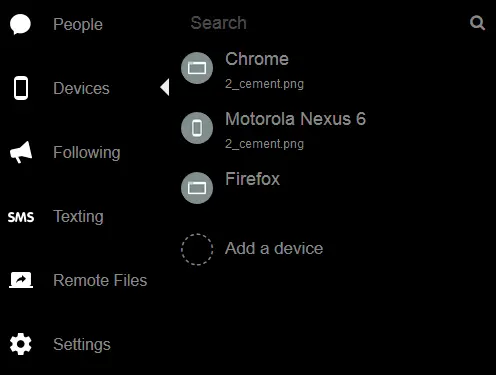 People
Devices
Following
SMS Texting
Remote Files
Settings
Search
Chrome
2_cement.png
Motorola Nexus 6
2_cement.png
Firefox
Add a device